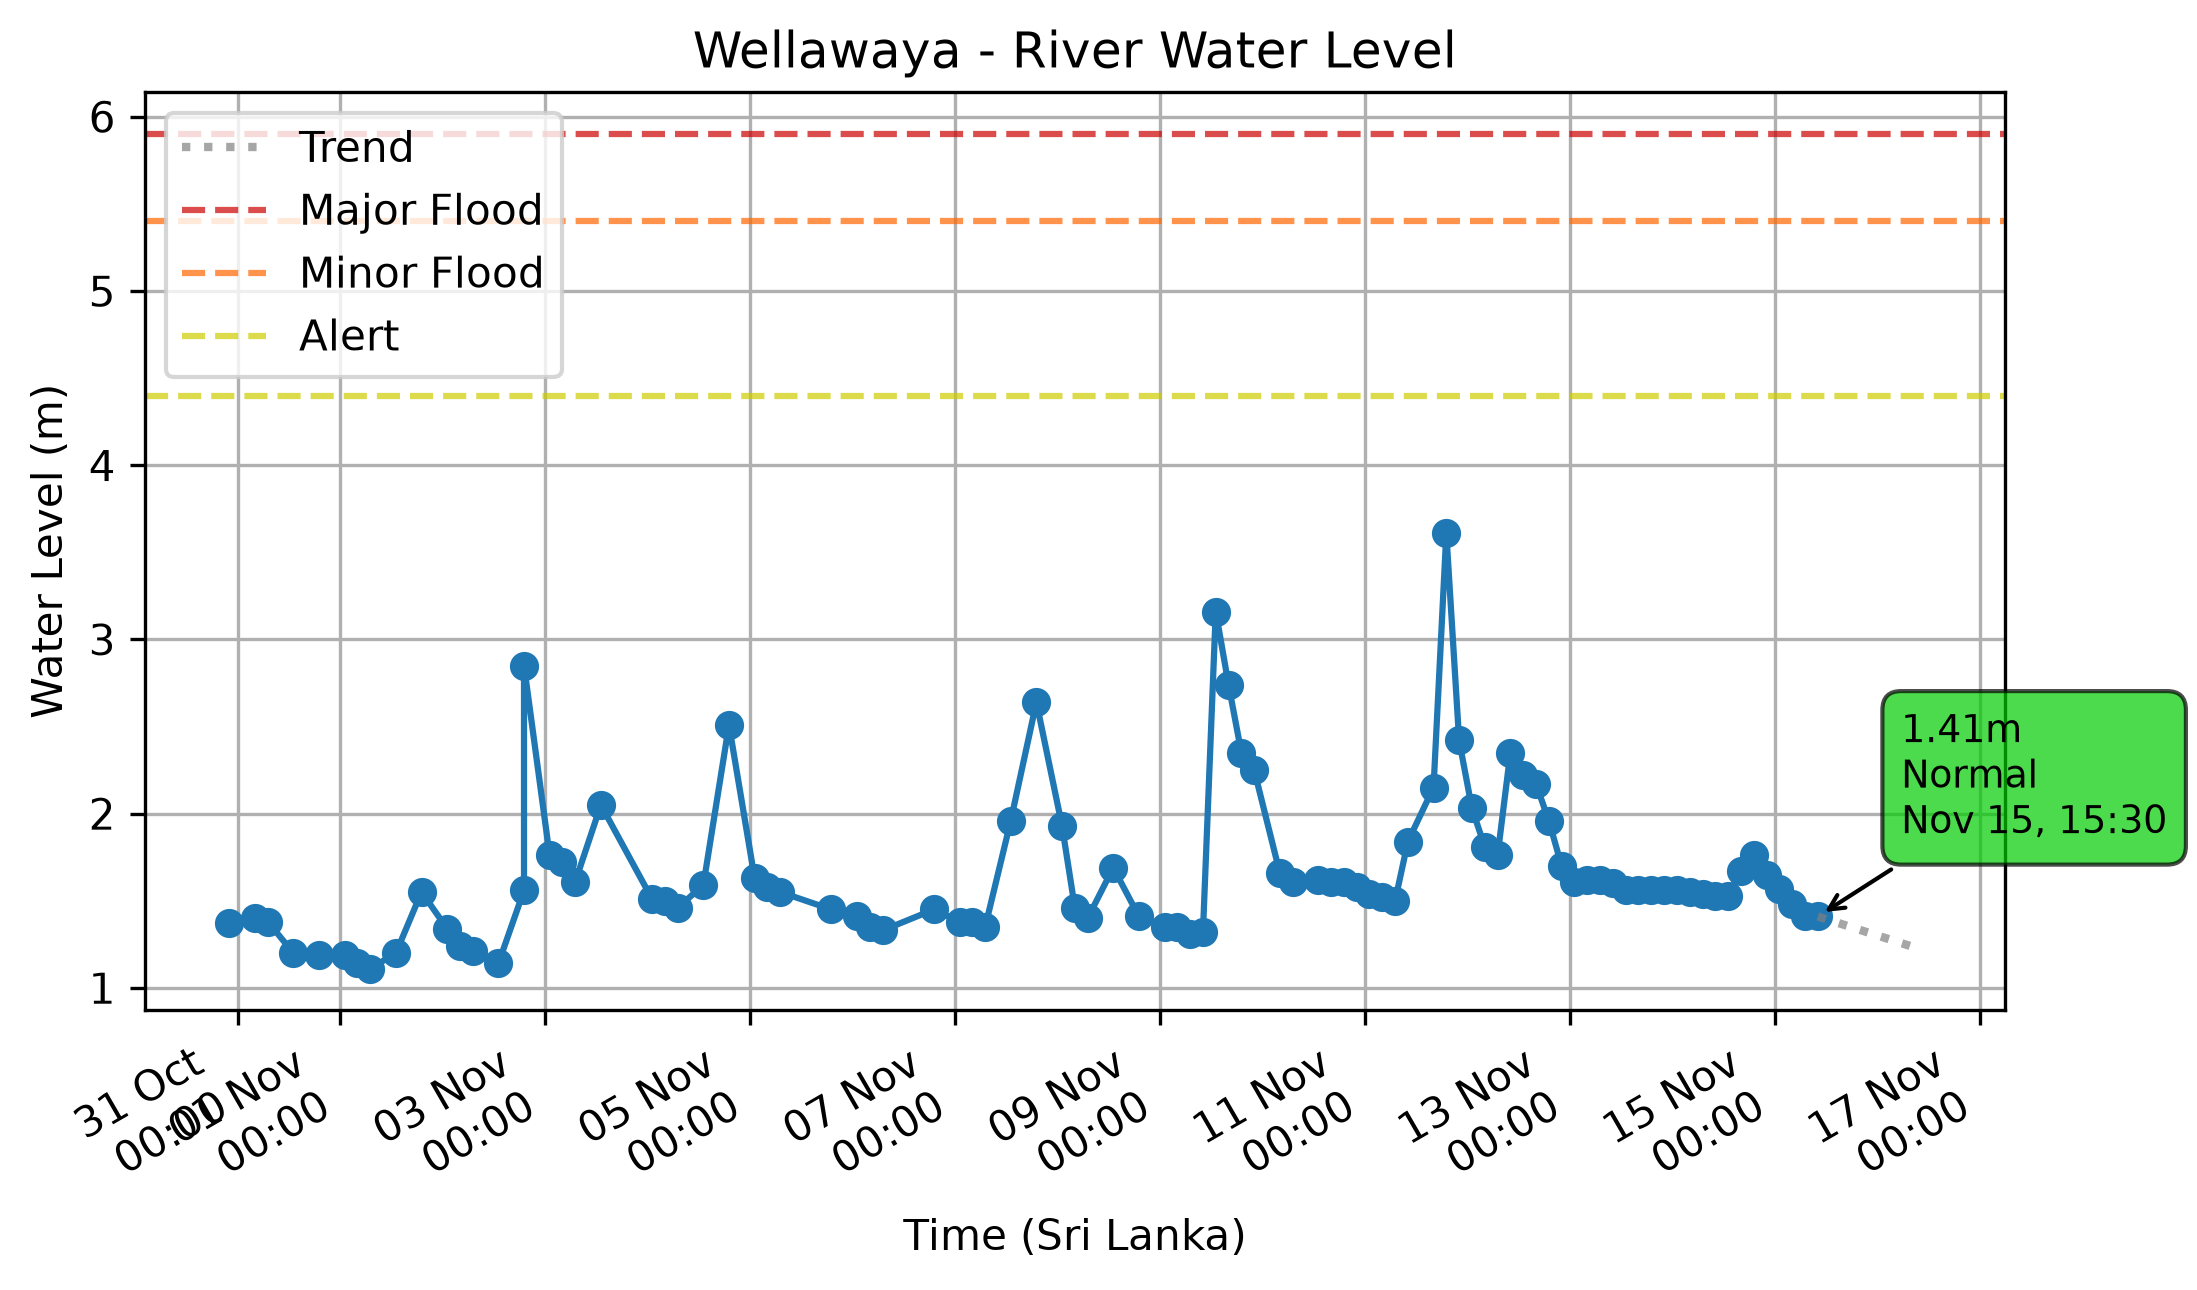 Wellawaya - River Water Level
Trend
Major Flood
Minor Flood
Alert
6
5
4
3
2
1
Water Level (m)
1.41m
Normal
Nov 15, 15:30
31 Oct
00:00
01 Nov
00:00
03 Nov
00:00
05 Nov
00:00
07 Nov
00:00
09 Nov
00:00
11 Nov
00:00
13 Nov
00:00
15 Nov
00:00
17 Nov
00:00
Time (Sri Lanka)